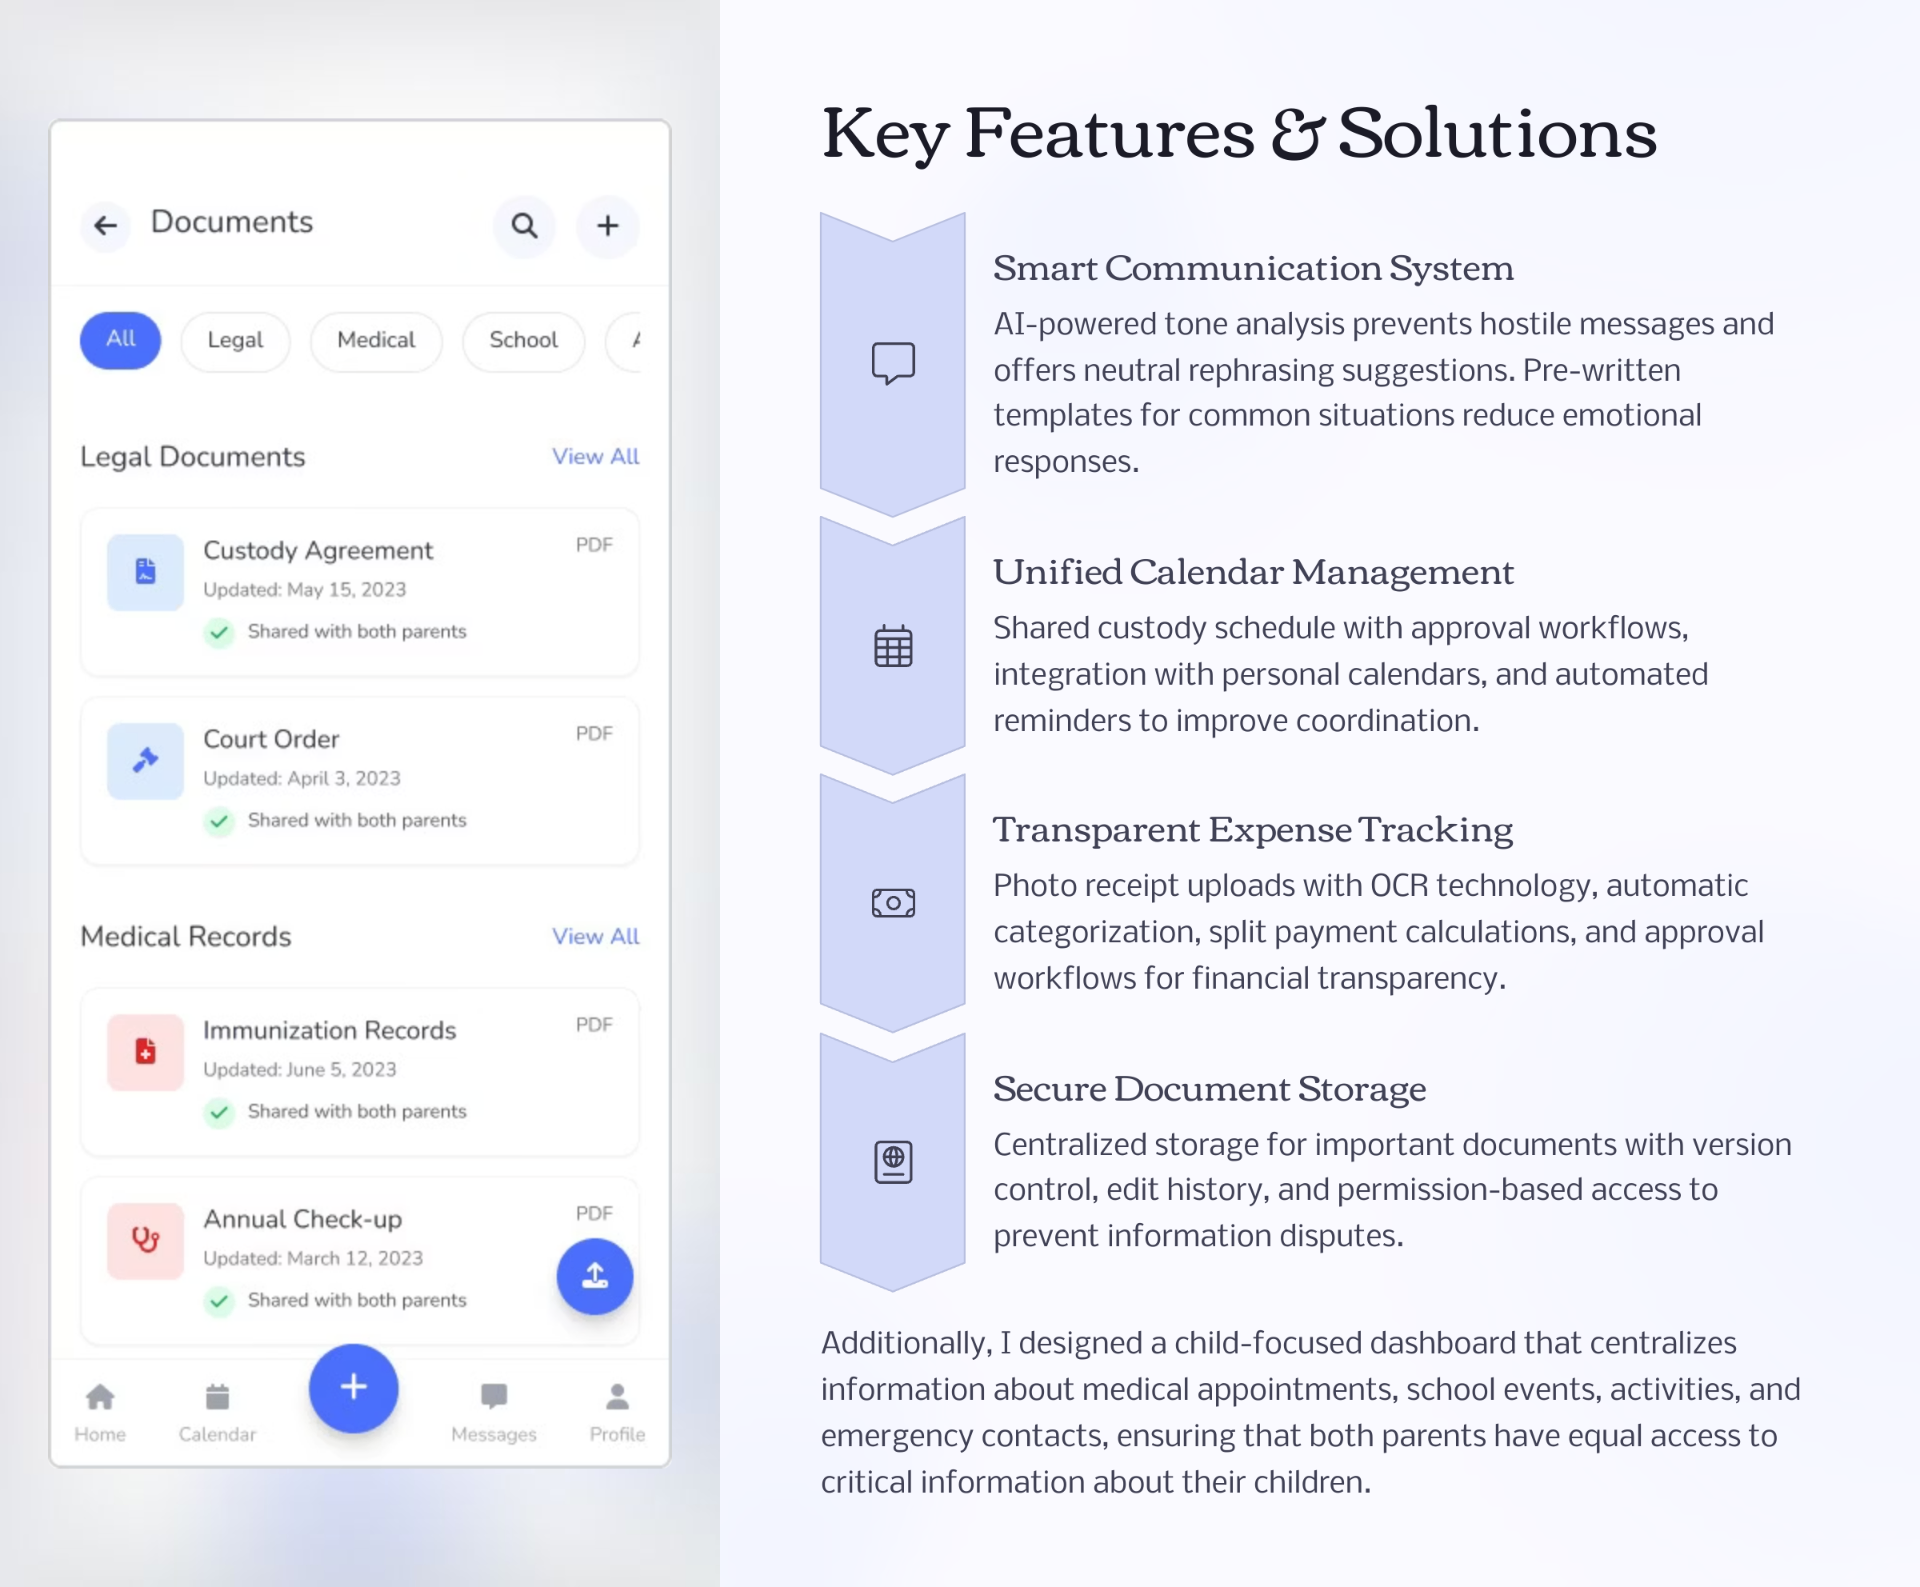 Documents
All
Legal
Medical
School
Legal Documents
View All
Custody Agreement
PDF
Updated: May 15, 2023
Shared with both parents
Court Order
PDF
Updated: April 3, 2023
Shared with both parents
Medical Records
View All
Immunization Records
PDF
Updated: June 5, 2023
Shared with both parents
Annual Check-up
PDF
Updated: March 12, 2023
Shared with both parents
Home
Calendar
Messages
Profile
Key Features & Solutions
Smart Communication System
AI-powered tone analysis prevents hostile messages and
offers neutral rephrasing suggestions. Pre-written
templates for common situations reduce emotional
responses.
Unified Calendar Management
Shared custody schedule with approval workflows,
integration with personal calendars, and automated
reminders to improve coordination.
Transparent Expense Tracking
Photo receipt uploads with OCR technology, automatic
categorization, split payment calculations, and approval
workflows for financial transparency.
Secure Document Storage
Centralized storage for important documents with version
control, edit history, and permission-based access to
prevent information disputes.
Additionally, I designed a child-focused dashboard that centralizes
information about medical appointments, school events, activities, and
emergency contacts, ensuring that both parents have equal access to
critical information about their children.